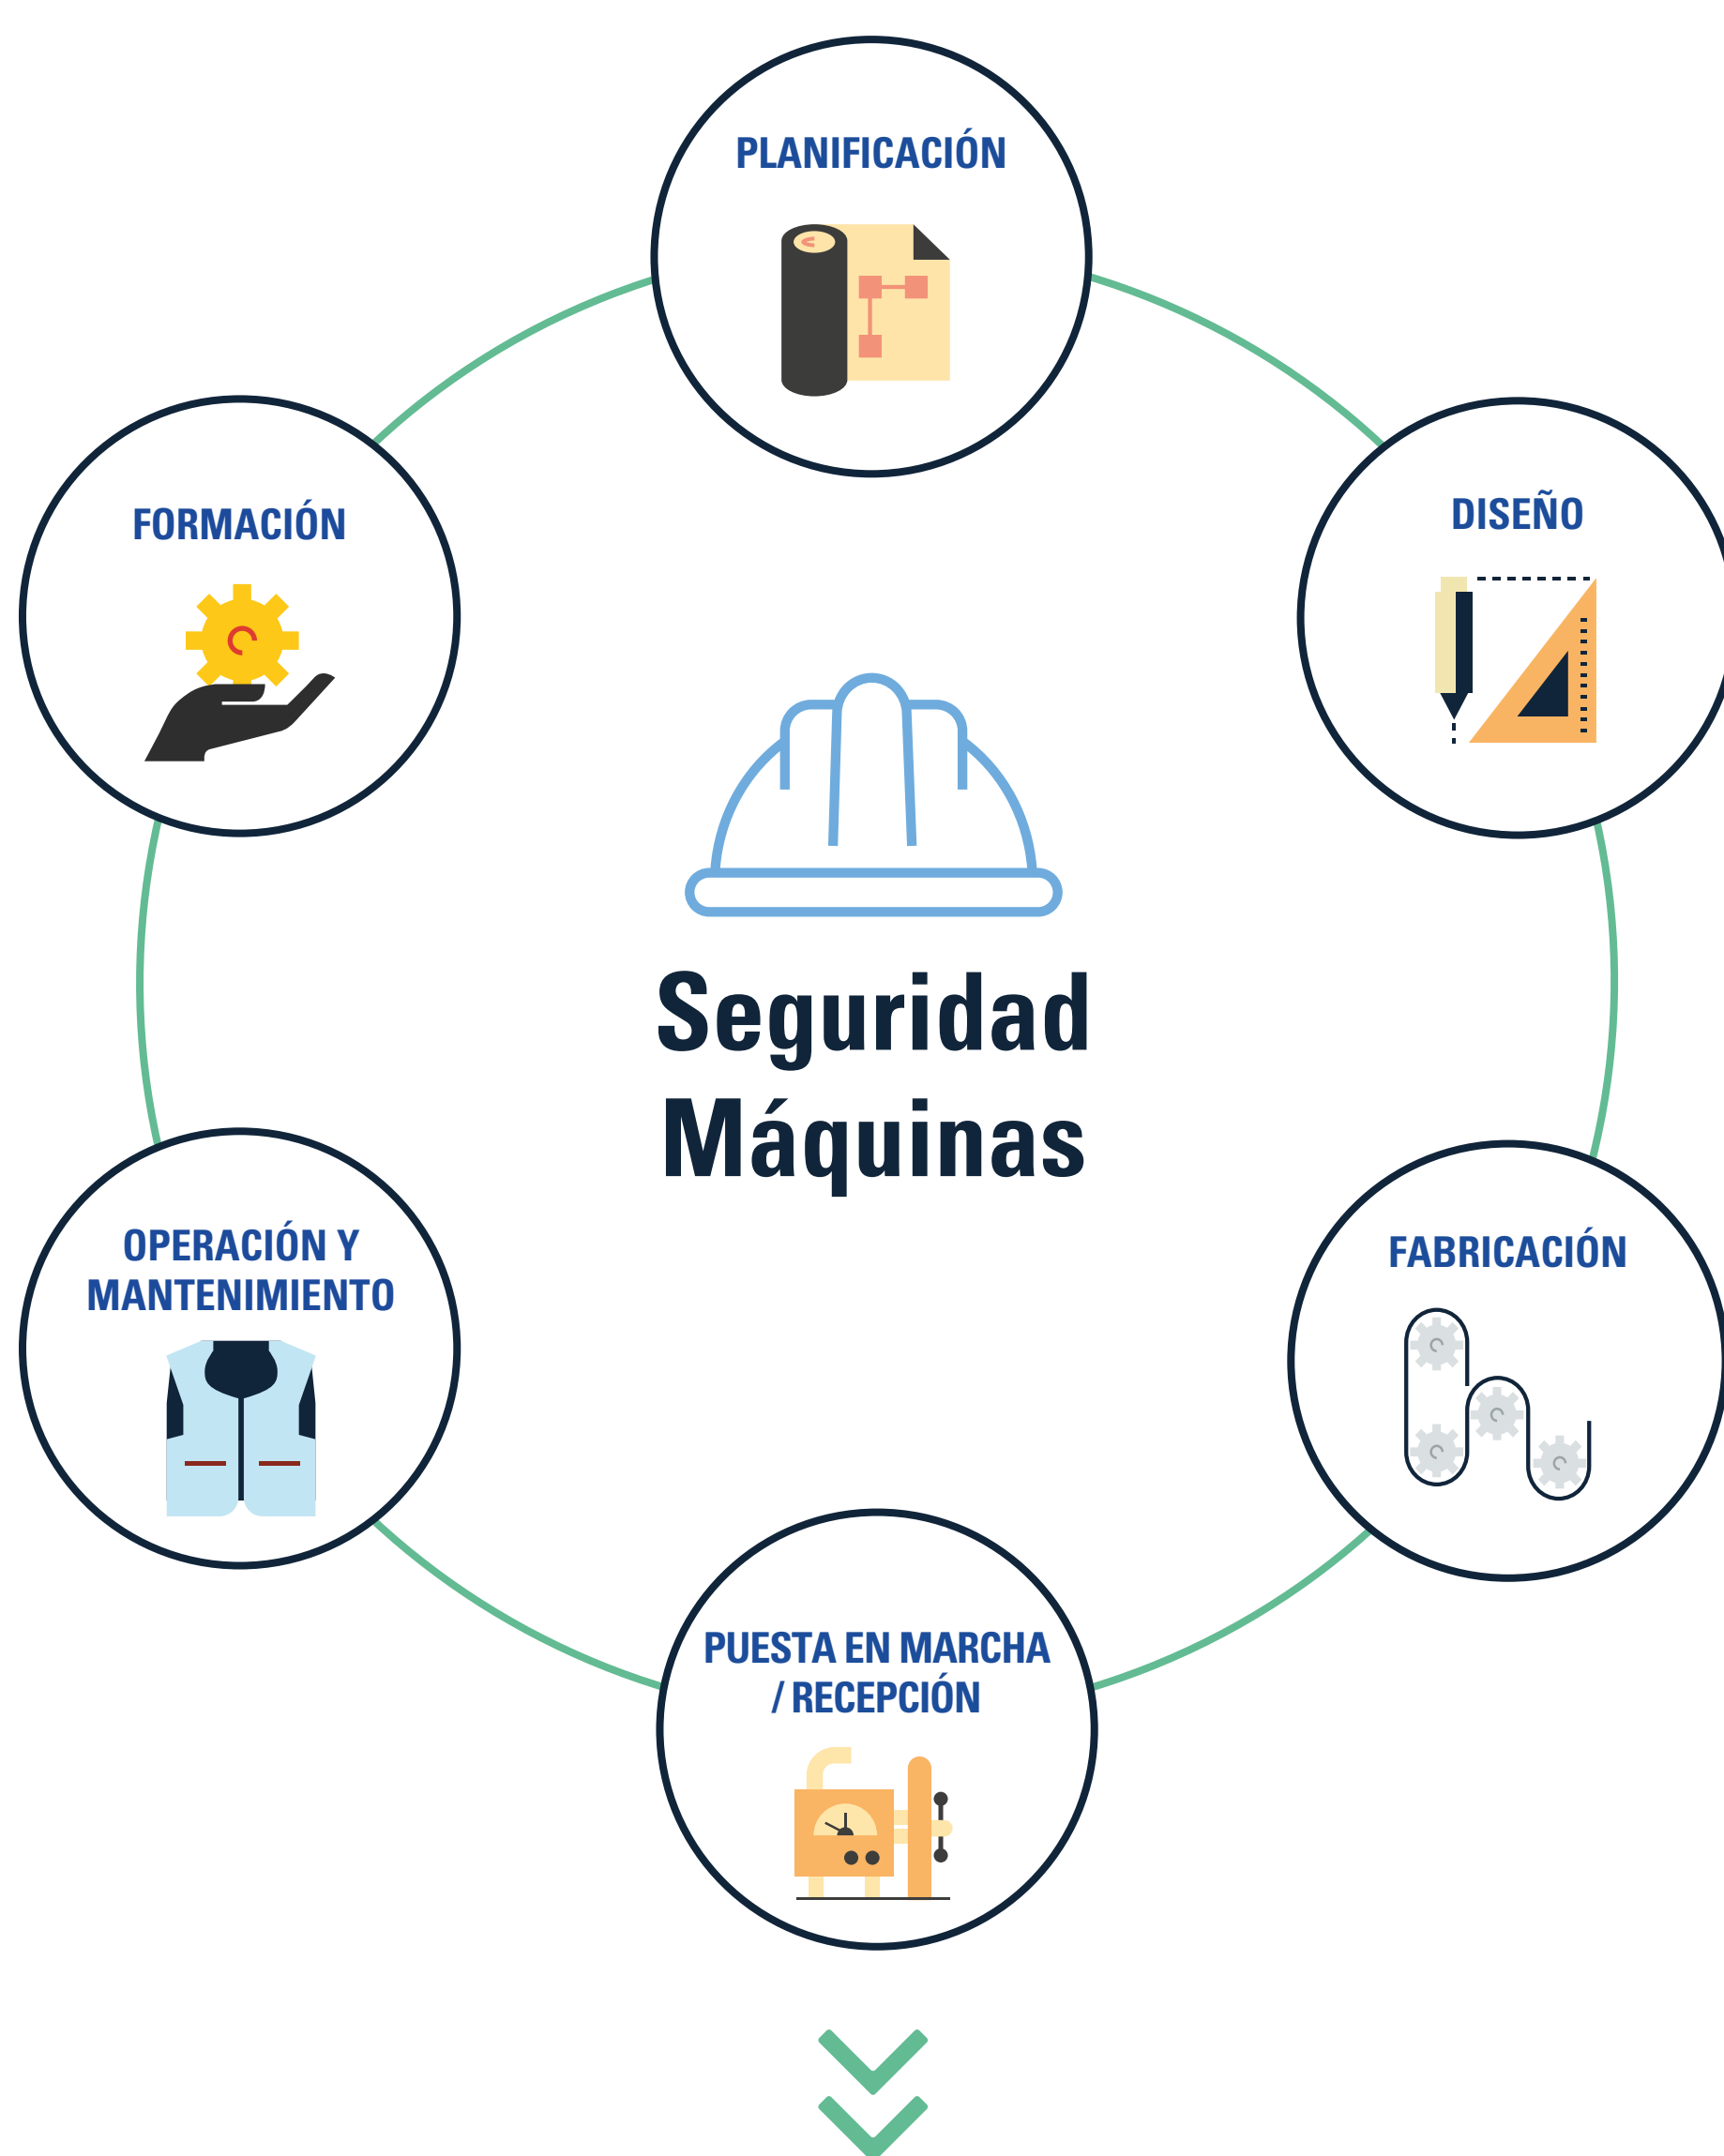 PLANIFICACIÓN
DISEÑO
FORMACIÓN
Seguridad
Máquinas
OPERACIÓN Y
MANTENIMIENTO
FABRICACIÓN
PUESTA EN MARCHA
/ RECEPCIÓN